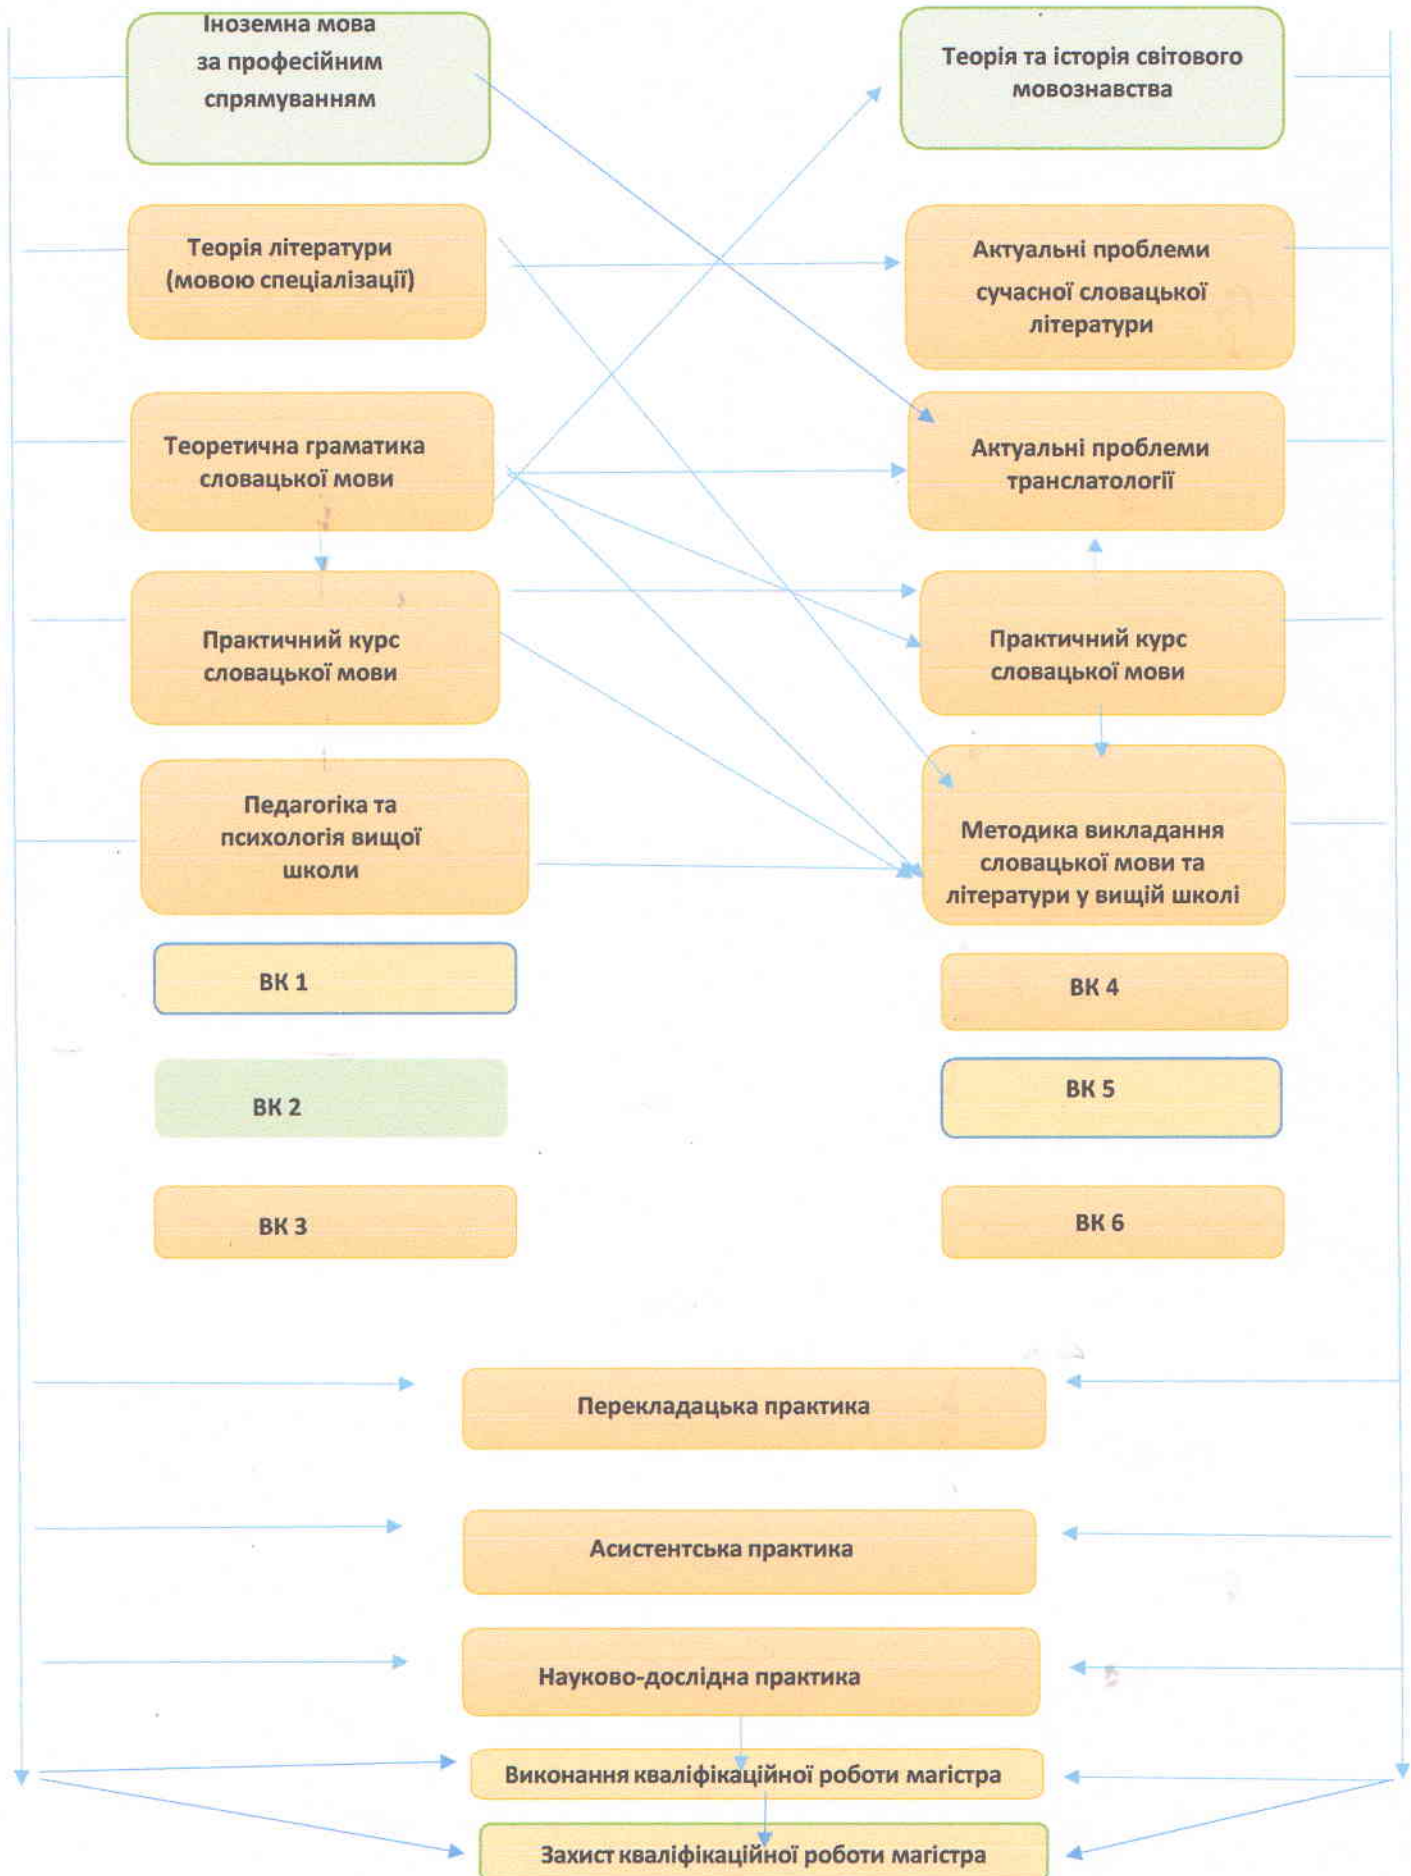 Іноземна мова
за професійним
спрямуванням
Теорія та історія світового
мовознавства
Теорія літератури
(мовою спеціалізації)
Актуальні проблеми
сучасної словацької
літератури
Теоретична граматика
словацької мови
Актуальні проблеми
транслатології
Практичний курс
словацької мови
Практичний курс
словацької мови
Педагогіка та
психологія вищої
школи
Методика викладання
словацької мови та
літератури у вищій школі
ВК 1
ВК 4
ВК 2
ВК 5
ВК 3
ВК 6
Перекладацька практика
Асистентська практика
Науково-дослідна практика
Виконання кваліфікаційної роботи магістра
Захист кваліфікаційної роботи магістра